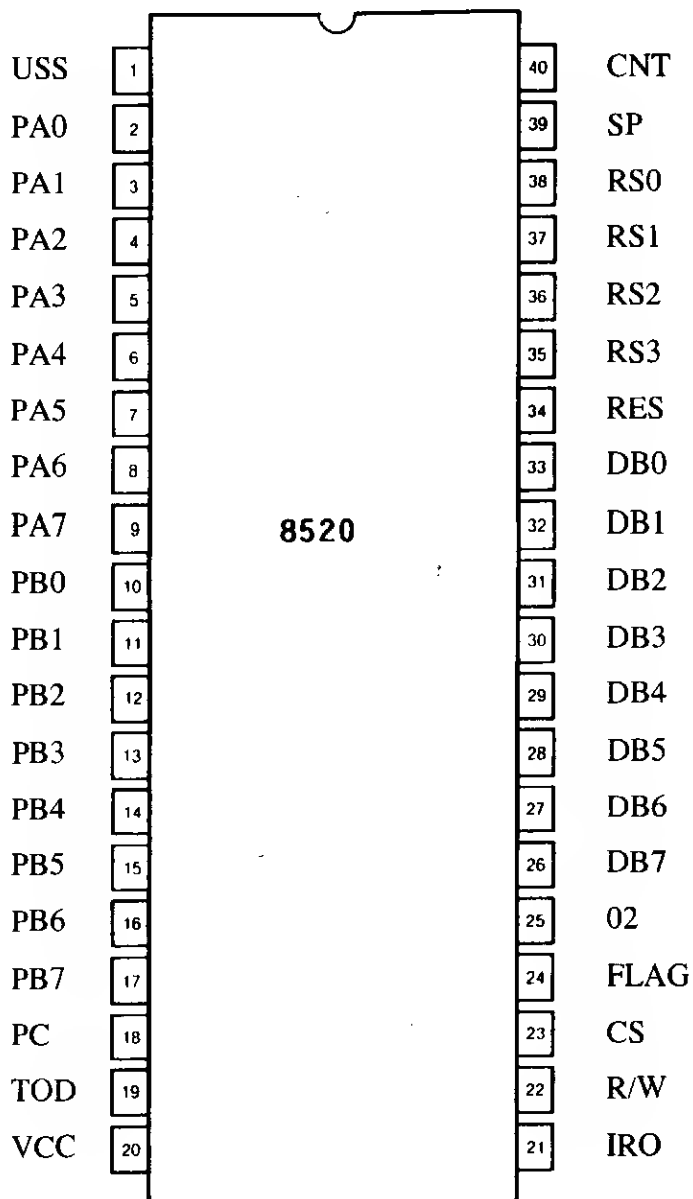 USS 1 40 CNT
PA0 2 39 SP
PA1 3 38 RS0
PA2 4 37 RS1
PA3 5 36 RS2
PA4 6 35 RS3
PA5 7 34 RES
PA6 8 33 DB0
PA7 9 8520 32 DB1
PB0 10 31 DB2
PB1 11 30 DB3
PB2 12 29 DB4
PB3 13 28 DB5
PB4 14 27 DB6
PB5 15 26 DB7
PB6 16 25 02
PB7 17 24 FLAG
PC 18 23 CS
TOD 19 22 R/W
VCC 20 21 IRO